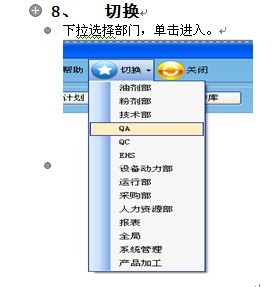 8、 切换
下拉选择部门，单击进入。
帮助 切换 关闭
计划 库
油剂部
粉剂部
技术部
QA
QC
EHS
设备动力部
运行部
采购部
人力资源部
报表
全局
系统管理
产品加工